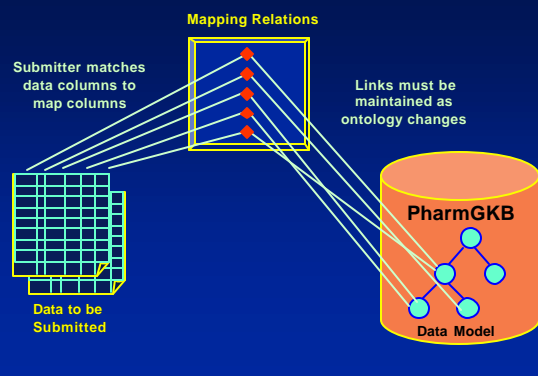 Mapping Relations
Submitter matches
data columns to
map columns
Links must be
maintained as
ontology changes
PharmGKB
Data Model
Data to be
Submitted